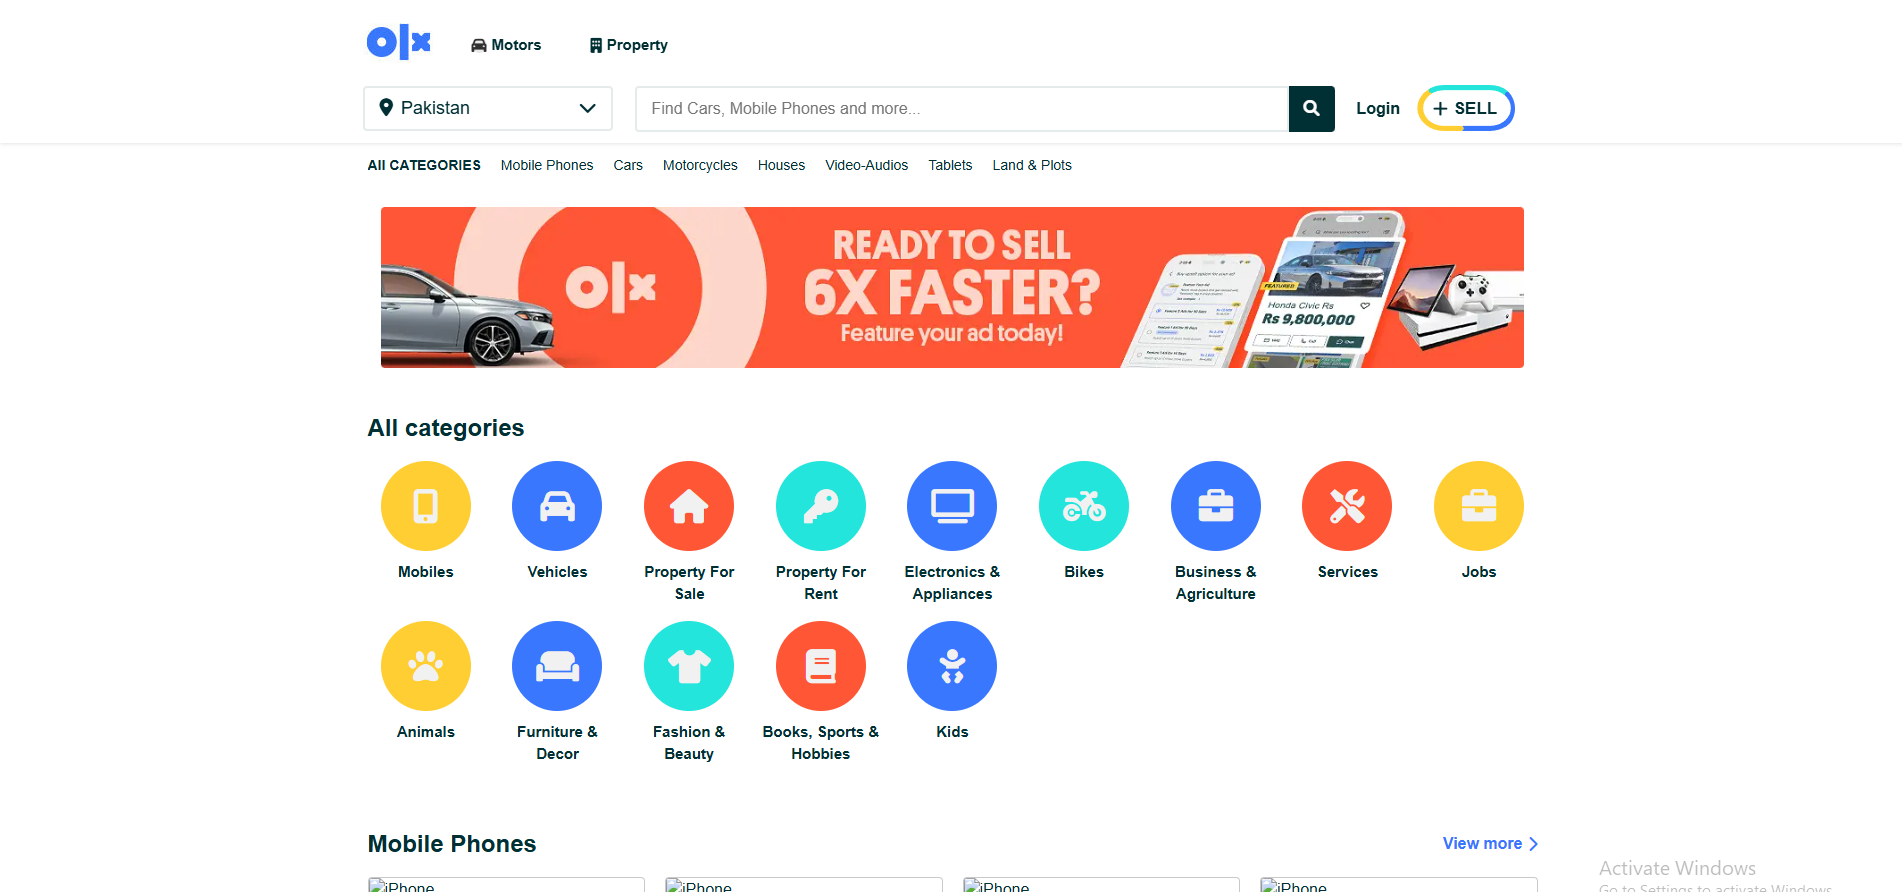 olx
Motors
Property
Pakistan
Find Cars, Mobile Phones and more...
Login
+ SELL
All CATEGORIES
Mobile Phones
Cars
Motorcycles
Houses
Video-Audios
Tablets
Land & Plots
olx
READY TO SELL
6X FASTER?
Feature your ad today!
FEATURED
Honda Civic Rs
Rs 9,800,000
Call
Chat
All categories
Mobiles
Vehicles
Property For
Sale
Property For
Rent
Electronics &
Appliances
Bikes
Business &
Agriculture
Services
Jobs
Animals
Furniture &
Decor
Fashion &
Beauty
Books, Sports &
Hobbies
Kids
Mobile Phones
View more
iPhone
iPhone
iPhone
iPhone
Activate Windows
Go to Settings to activate Windows.